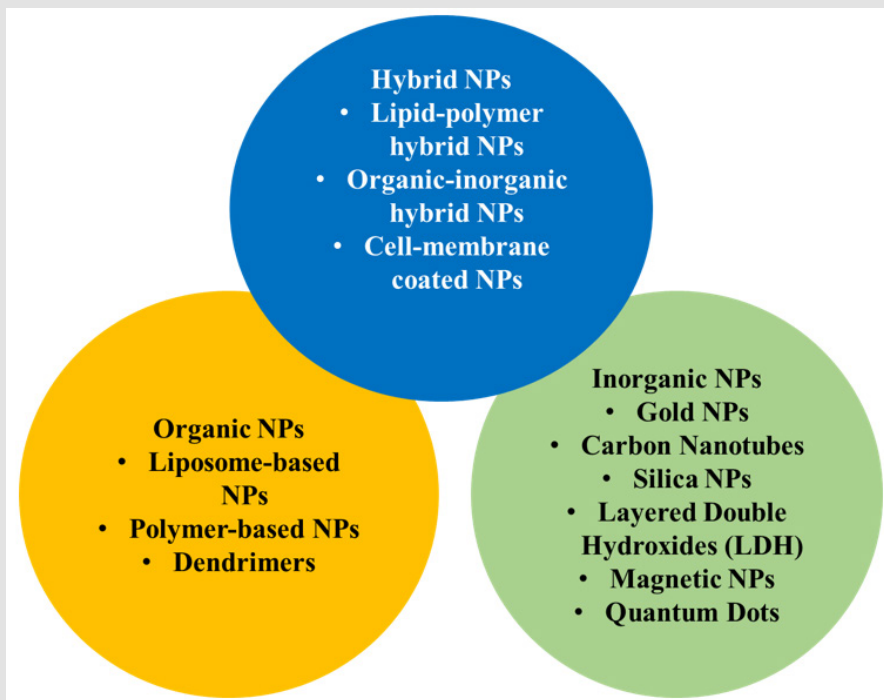 Hybrid NPs
• Lipid-polymer
hybrid NPs
• Organic-inorganic
hybrid NPs
• Cell-membrane
coated NPs
Organic NPs
• Liposome-based
NPs
• Polymer-based NPs
• Dendrimers
Inorganic NPs
• Gold NPs
• Carbon Nanotubes
• Silica NPs
• Layered Double
Hydroxides (LDH)
• Magnetic NPs
• Quantum Dots